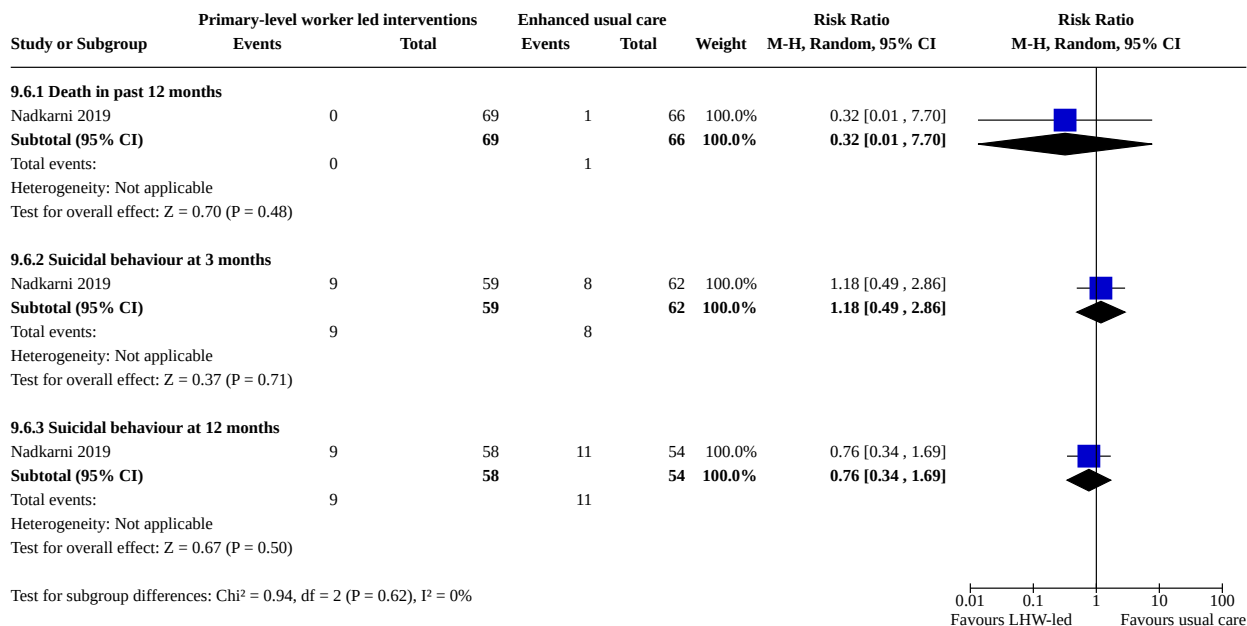 Primary-level worker led interventions Enhanced usual care Risk Ratio Risk Ratio
Study or Subgroup Events Total Events Total Weight M-H, Random, 95% CI M-H, Random, 95% CI
9.6.1 Death in past 12 months
Nadkarni 2019 0 69 1 66 100.0% 0.32 [0.01 , 7.70]
Subtotal (95% CI) 69 66 100.0% 0.32 [0.01 , 7.70]
Total events: 0 1
Heterogeneity: Not applicable
Test for overall effect: Z = 0.70 (P = 0.48)
9.6.2 Suicidal behaviour at 3 months
Nadkarni 2019 9 59 8 62 100.0% 1.18 [0.49 , 2.86]
Subtotal (95% CI) 59 62 100.0% 1.18 [0.49 , 2.86]
Total events: 9 8
Heterogeneity: Not applicable
Test for overall effect: Z = 0.37 (P = 0.71)
9.6.3 Suicidal behaviour at 12 months
Nadkarni 2019 9 58 11 54 100.0% 0.76 [0.34 , 1.69]
Subtotal (95% CI) 58 54 100.0% 0.76 [0.34 , 1.69]
Total events: 9 11
Heterogeneity: Not applicable
Test for overall effect: Z = 0.67 (P = 0.50)
Test for subgroup differences: Chi² = 0.94, df = 2 (P = 0.62), I² = 0%
0.01 0.1 1 10 100
Favours LHW-led Favours usual care